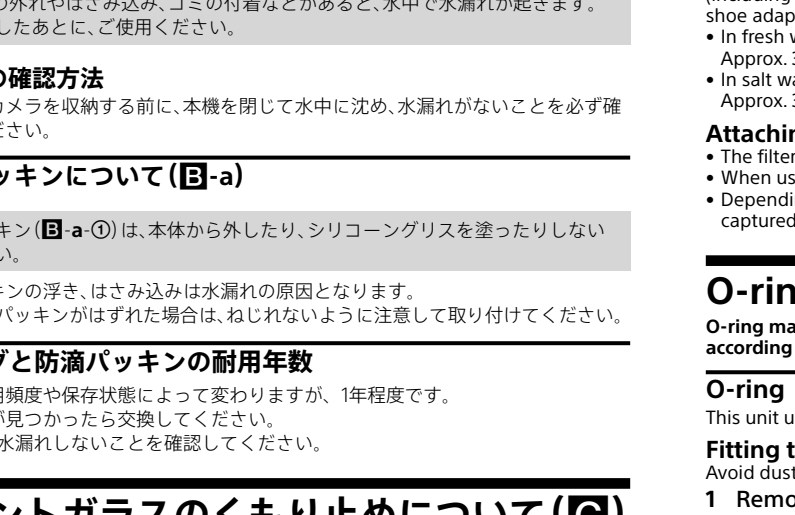 の外れやはさみ込み、ゴミの付着などがあると、水中で水漏れが起きます。
したあとに、ご使用ください。
の確認方法
カメラを収納する前に、本機を閉じて水中に沈め、水漏れがないことを必ず確
ださい。
ッキンについて(B-a)
キン(B-a-①)は、本体から外したり、シリコーングリスを塗ったりしない
い。
キンの浮き、はさみ込みは水漏れの原因となります。
パッキンがはずれた場合は、ねじれないように注意して取り付けてください。
グと防滴パッキンの耐用年数
用頻度や保存状態によって変わりますが、1年程度です。
が見つかったら交換してください。
水漏れしないことを確認してください。
ントガラスのくもり止めについて(C)
(including
shoe adap
• In fresh w
Approx. 3
• In salt wa
Approx. 3
Attachin
• The filter
• When us
• Dependi
captured
O-rin
O-ring ma
according
O-ring
This unit u
Fitting t
Avoid dust
1 Remo